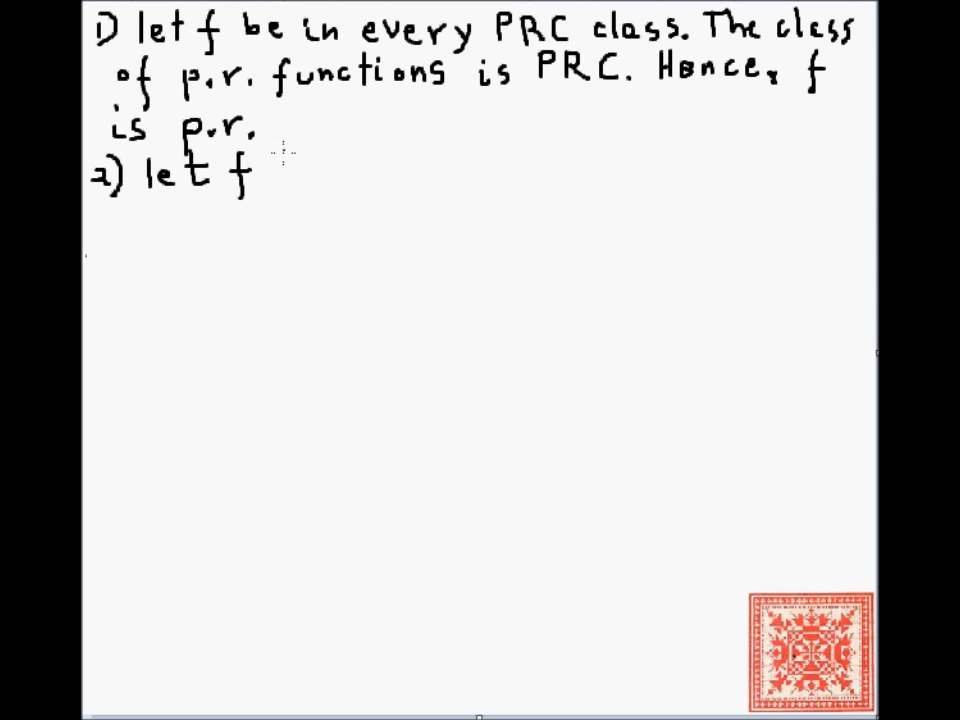 1) let f be in every PRC class. The class
of p.r. functions is PRC. Hence, f
is p.r.
2) let f